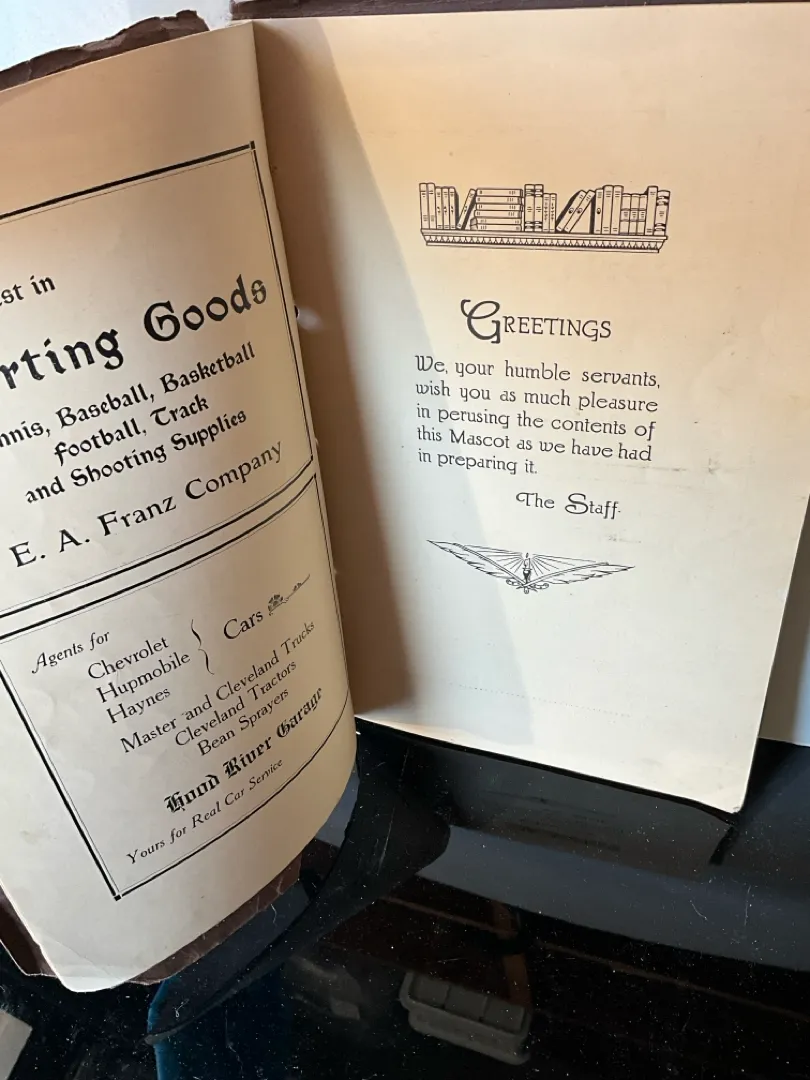 st in
rting Goods
nnis, Baseball, Basketball
Football, Track
and Shooting Supplies
E. A. Franz Company
Agents for
Chevrolet
Hupmobile
Haynes
Cars
Master and Cleveland Trucks
Cleveland Tractors
Bean Sprayers
Hood River Garage
Yours for Real Car Service
GREETINGS
We, your humble servants,
wish you as much pleasure
in perusing the contents of
this Mascot as we have had
in preparing it.
The Staff.